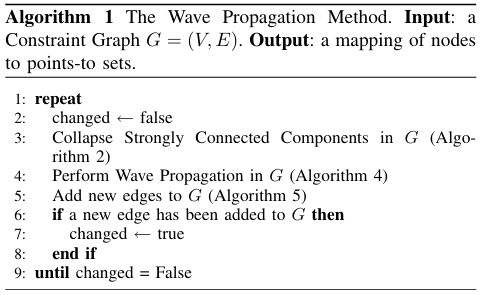 Algorithm 1 The Wave Propagation Method. Input: a
Constraint Graph G = (V, E). Output: a mapping of nodes
to points-to sets.
1: repeat
2: changed ← false
3: Collapse Strongly Connected Components in G (Algo-
rithm 2)
4: Perform Wave Propagation in G (Algorithm 4)
5: Add new edges to G (Algorithm 5)
6: if a new edge has been added to G then
7: changed ← true
8: end if
9: until changed = False